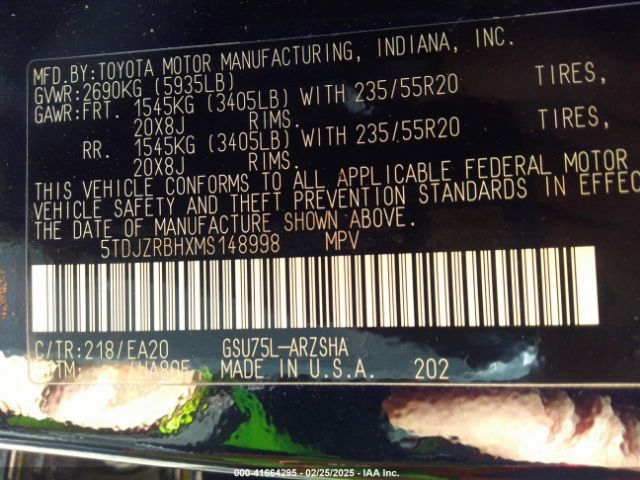 MFD.BY:TOYOTA MOTOR MANUFACTURING, INDIANA, INC.
GVWR:2690KG (5935LB)
GAWR:FRT. 1545KG (3405LB) WITH 235/55R20 TIRES,
20X8J RIMS.
RR. 1545KG (3405LB) WITH 235/55R20 TIRES,
20X8J RIMS.
THIS VEHICLE CONFORMS TO ALL APPLICABLE FEDERAL MOTOR
VEHICLE SAFETY AND THEFT PREVENTION STANDARDS IN EFFEC
THE DATE OF MANUFACTURE SHOWN ABOVE.
5TDJZRBHXMS148998 MPV
C/TR:218/EA20 GSU75L-ARZSHA
MADE IN U.S.A. 202
000-41664295 - 02/25/2025 - IAA Inc.